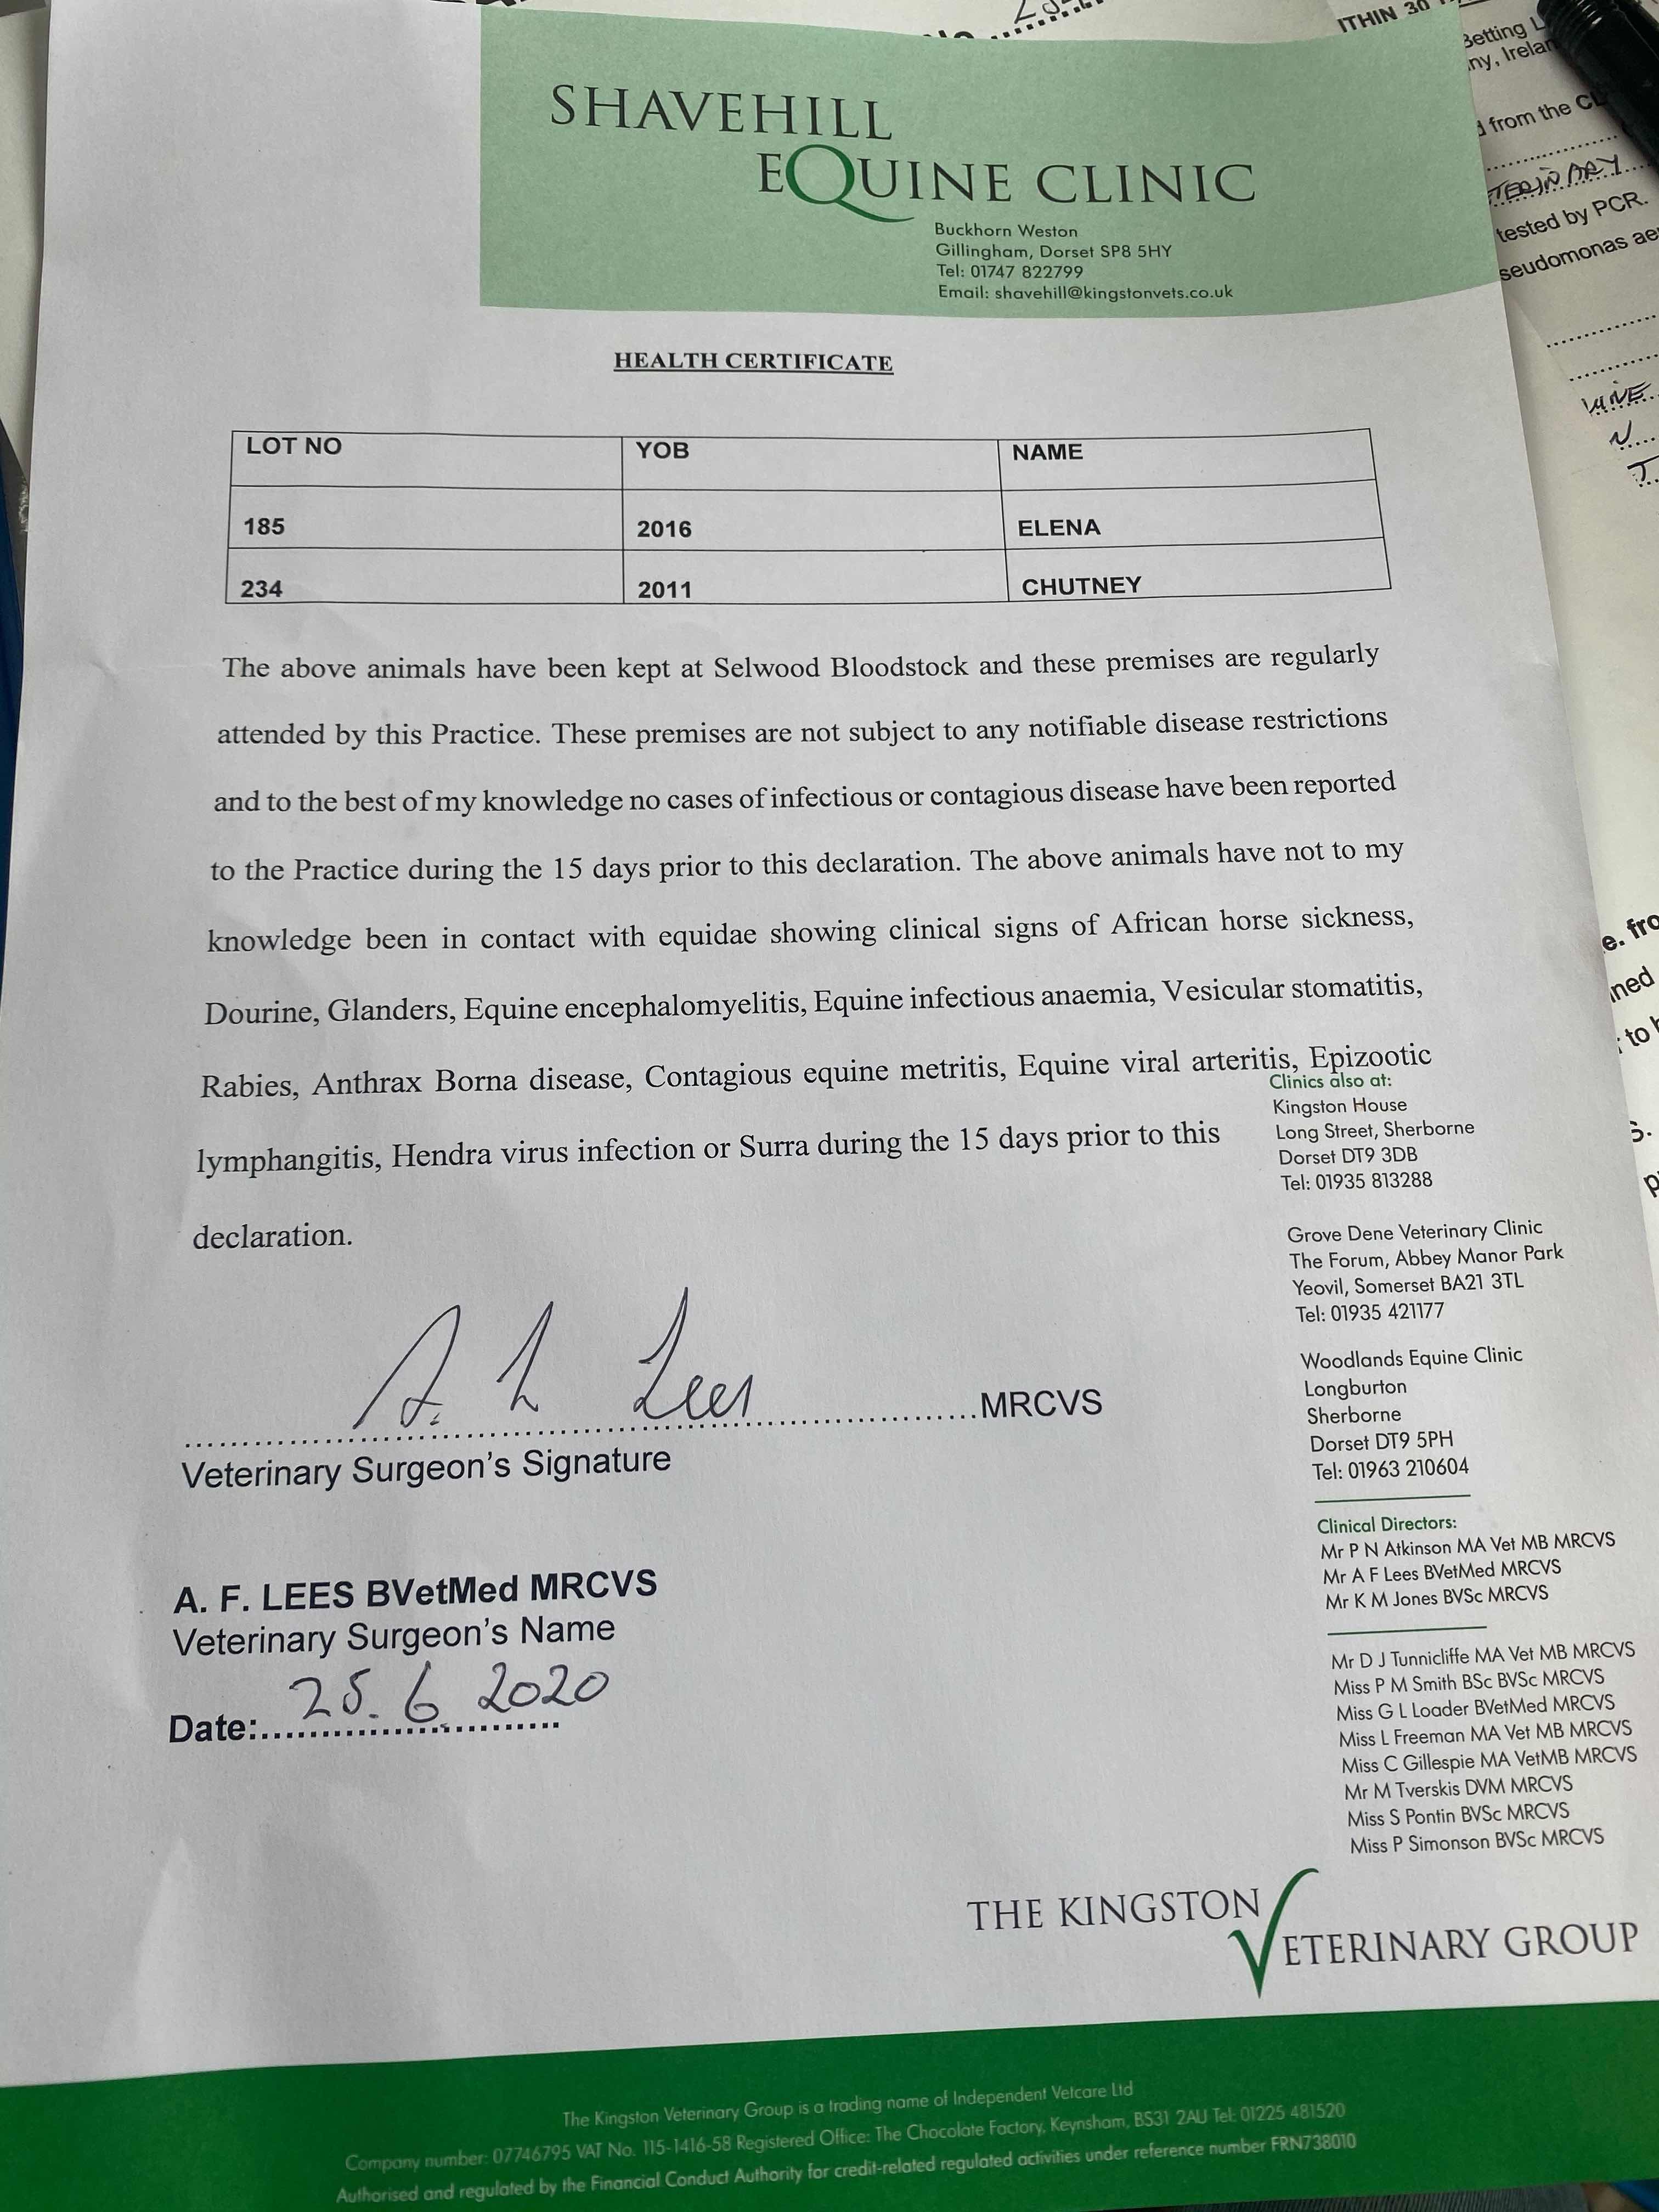 SHAVEHILL
EQUINE CLINIC
Buckhorn Weston
Gillingham, Dorset SP8 5HY
Tel: 01747 822799
Email: shavehill@kingstonvets.co.uk
HEALTH CERTIFICATE
LOT NO YOB NAME
185 2016 ELENA
234 2011 CHUTNEY
The above animals have been kept at Selwood Bloodstock and these premises are regularly
attended by this Practice. These premises are not subject to any notifiable disease restrictions
and to the best of my knowledge no cases of infectious or contagious disease have been reported
to the Practice during the 15 days prior to this declaration. The above animals have not to my
knowledge been in contact with equidae showing clinical signs of African horse sickness,
Dourine, Glanders, Equine encephalomyelitis, Equine infectious anaemia, Vesicular stomatitis,
Rabies, Anthrax Borna disease, Contagious equine metritis, Equine viral arteritis, Epizootic
lymphangitis, Hendra virus infection or Surra during the 15 days prior to this
declaration.
A. F. Lees
..........MRCVS
Veterinary Surgeon's Signature
A. F. LEES BVetMed MRCVS
Veterinary Surgeon's Name
Date: 25.6.2020
Clinics also at:
Kingston House
Long Street, Sherborne
Dorset DT9 3DB
Tel: 01935 813288
Grove Dene Veterinary Clinic
The Forum, Abbey Manor Park
Yeovil, Somerset BA21 3TL
Tel: 01935 421177
Woodlands Equine Clinic
Longburton
Sherborne
Dorset DT9 5PH
Tel: 01963 210604
Clinical Directors:
Mr P N Atkinson MA Vet MB MRCVS
Mr A F Lees BVetMed MRCVS
Mr K M Jones BVSc MRCVS
Mr D J Tunnicliffe MA Vet MB MRCVS
Miss P M Smith BSc BVSc MRCVS
Miss G L Loader BVetMed MRCVS
Miss L Freeman MA Vet MB MRCVS
Miss C Gillespie MA VetMB MRCVS
Mr M Tverskis DVM MRCVS
Miss S Pontin BVSc MRCVS
Miss P Simonson BVSc MRCVS
THE KINGSTON
VETERINARY GROUP
The Kingston Veterinary Group is a trading name of Independent Vetcare Ltd
Company number: 07746795 VAT No. 115-1416-58 Registered Office: The Chocolate Factory, Keynsham, BS31 2AU Tel: 01225 481520
Authorised and regulated by the Financial Conduct Authority for credit-related regulated activities under reference number FRN738010
ITHIN 30
Betting
from the
tested by PCR.